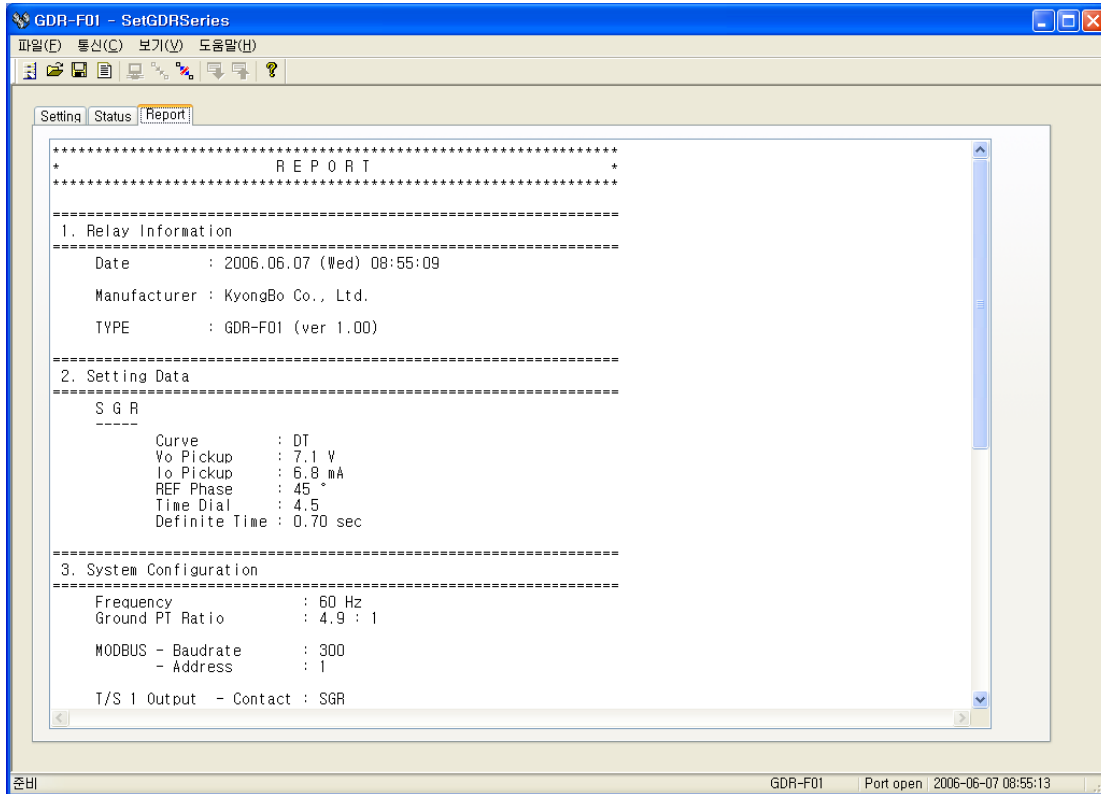 GDR-F01 - SetGDRSeries
파일(F) 통신(C) 보기(V) 도움말(H)
Setting Status Report
******************************************************************
* R E P O R T *
******************************************************************
==================================================================
1. Relay Information
==================================================================
Date : 2006.06.07 (Wed) 08:55:09
Manufacturer : KyongBo Co., Ltd.
TYPE : GDR-F01 (ver 1.00)
==================================================================
2. Setting Data
==================================================================
S G R
-----
Curve : DT
Vo Pickup : 7.1 V
Io Pickup : 6.8 mA
REF Phase : 45 °
Time Dial : 4.5
Definite Time : 0.70 sec
==================================================================
3. System Configuration
==================================================================
Frequency : 60 Hz
Ground PT Ratio : 4.9 : 1
MODBUS - Baudrate : 300
- Address : 1
T/S 1 Output - Contact : SGR
준비 GDR-F01 Port open 2006-06-07 08:55:13